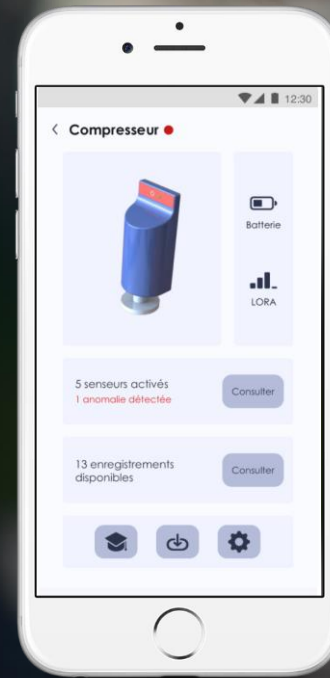 12:30
Compresseur
Batterie
LORA
5 senseurs activés
1 anomalie détectée
Consulter
13 enregistrements
disponibles
Consulter